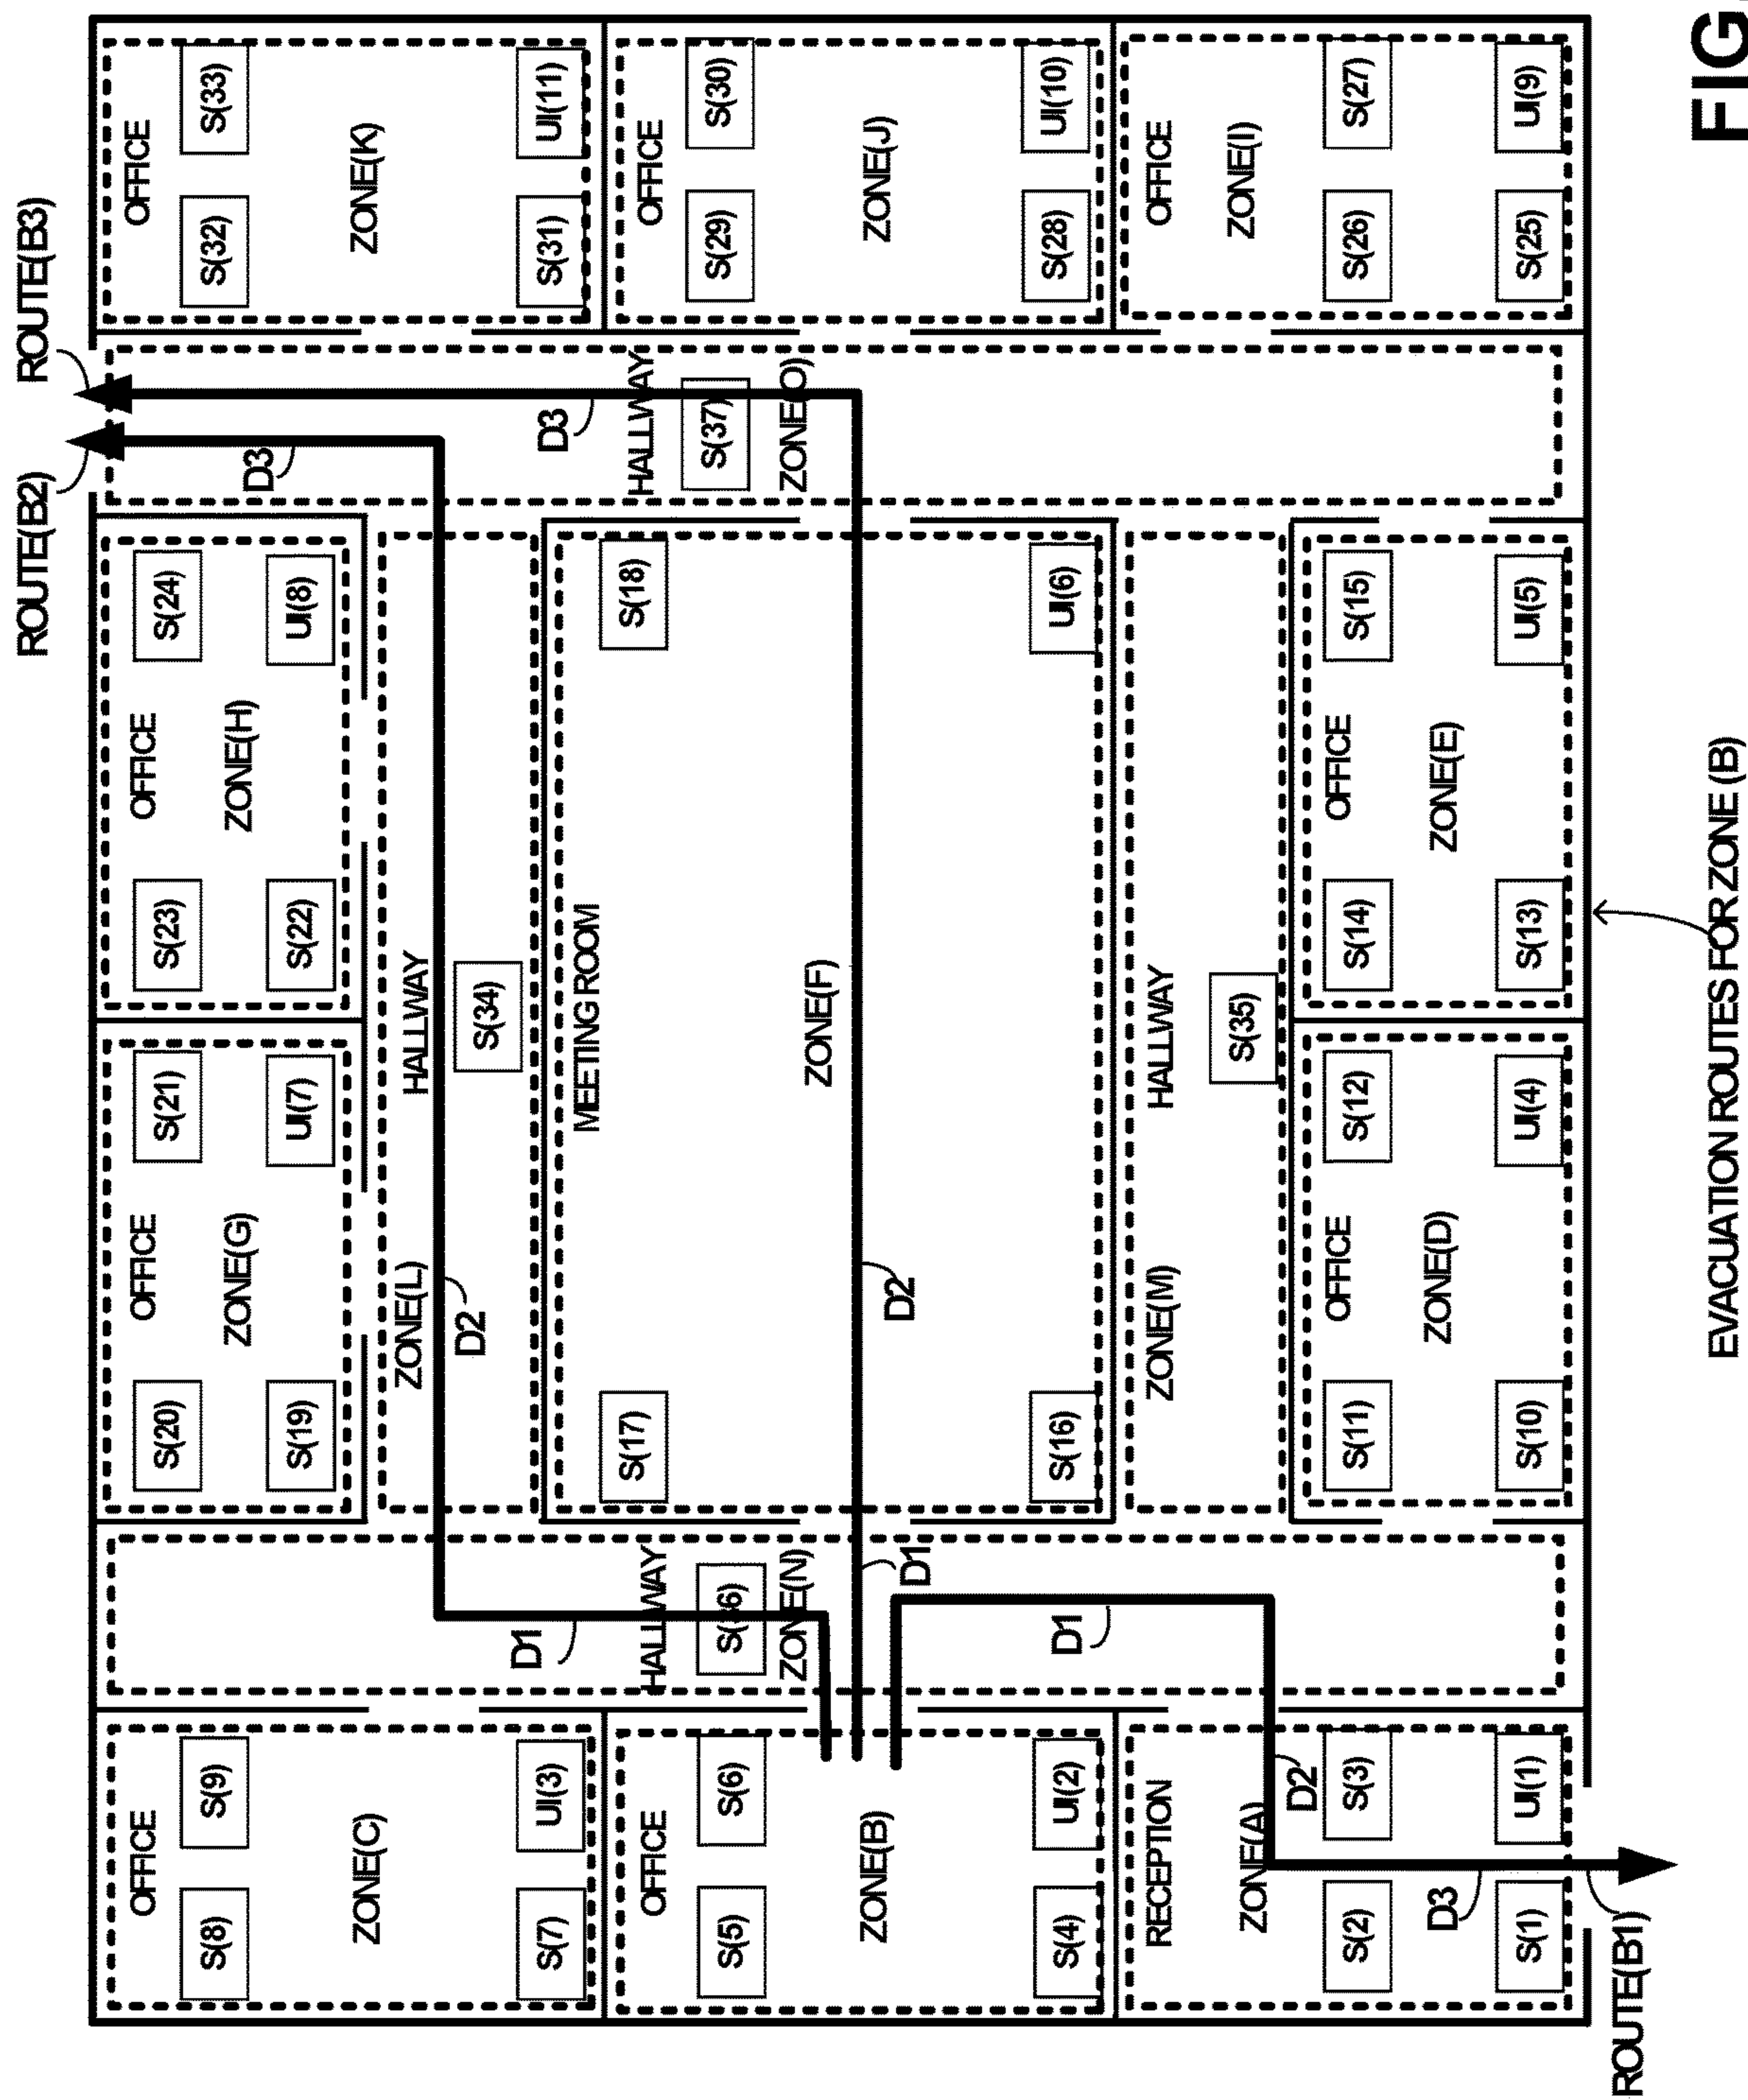 ROUTE(B2)
ROUTE(B3)
OFFICE
S(8)
S(9)
ZONE(C)
S(7)
UI(3)
OFFICE
S(20)
S(21)
ZONE(G)
S(19)
UI(7)
OFFICE
S(23)
S(24)
ZONE(H)
S(22)
UI(8)
D3
OFFICE
S(32)
S(33)
ZONE(K)
S(31)
UI(11)
ZONE(L)
HALLWAY
D2
S(34)
D1
D3
OFFICE
S(5)
S(6)
ZONE(B)
S(4)
UI(2)
HALLWAY
S(36)
ZONE(N)
D1
D1
MEETING ROOM
S(17)
S(18)
ZONE(F)
D2
S(16)
UI(6)
HALLWAY
S(37)
ZONE(O)
OFFICE
S(29)
S(30)
ZONE(J)
S(28)
UI(10)
RECEPTION
ZONE(A)
D2
S(2)
S(3)
D3
S(1)
UI(1)
ZONE(M)
HALLWAY
S(35)
OFFICE
S(11)
S(12)
ZONE(D)
S(10)
UI(4)
OFFICE
S(14)
S(15)
ZONE(E)
S(13)
UI(5)
OFFICE
ZONE(I)
S(26)
S(27)
S(25)
UI(9)
ROUTE(B1)
EVACUATION ROUTES FOR ZONE (B)
FIG.